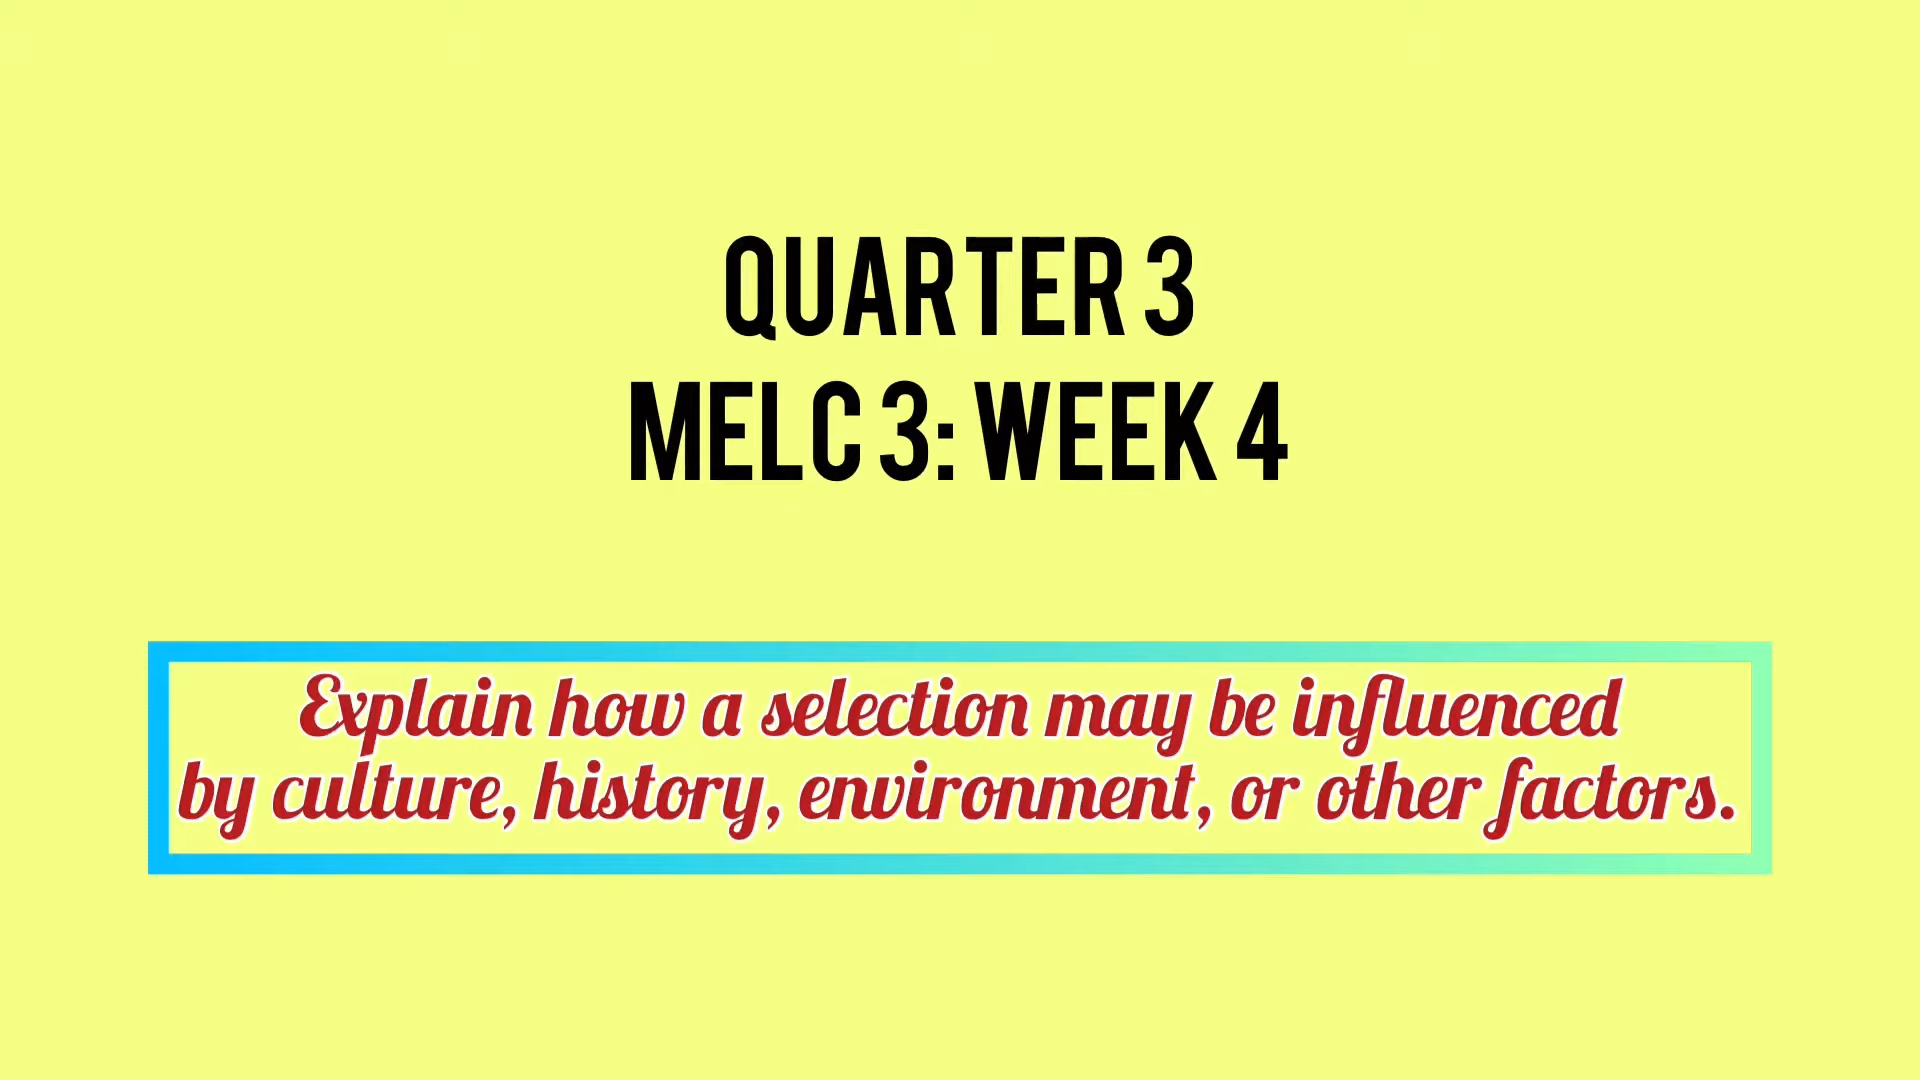 QUARTER 3
MELC 3: WEEK 4
Explain how a selection may be influenced
by culture, history, environment, or other factors.